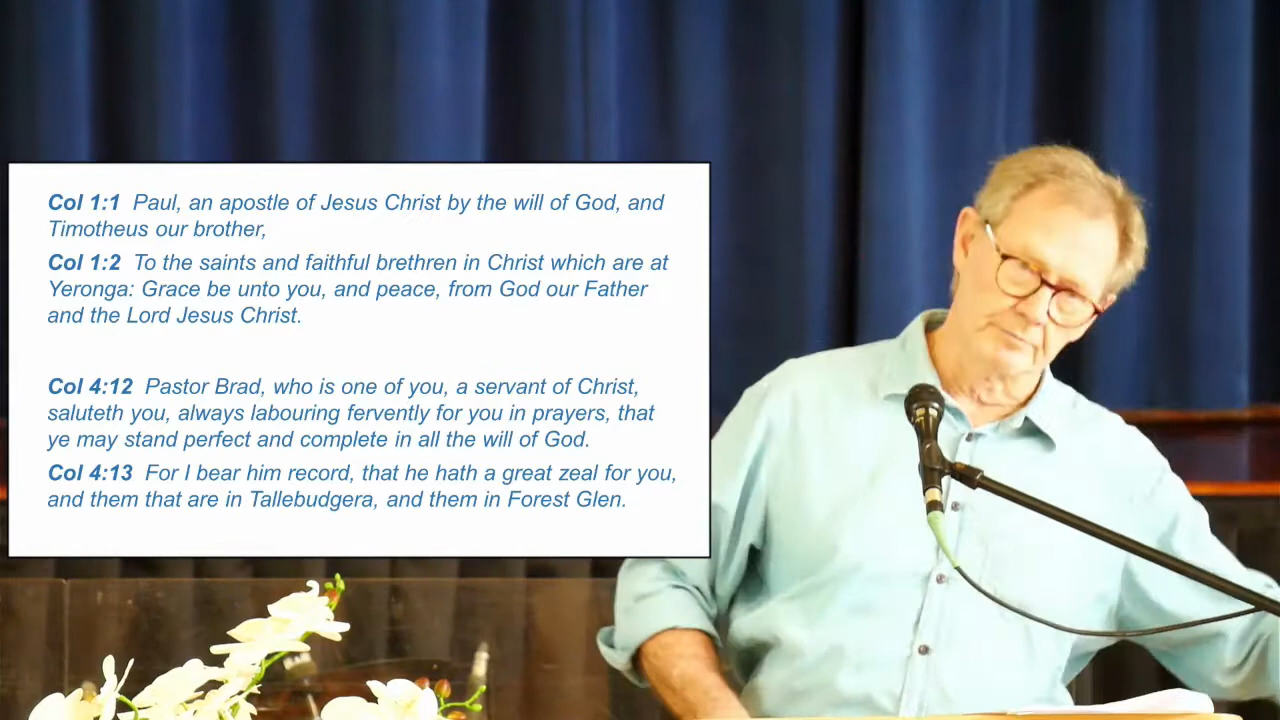 Col 1:1 Paul, an apostle of Jesus Christ by the will of God, and
Timotheus our brother,
Col 1:2 To the saints and faithful brethren in Christ which are at
Yeronga: Grace be unto you, and peace, from God our Father
and the Lord Jesus Christ.
Col 4:12 Pastor Brad, who is one of you, a servant of Christ,
saluteth you, always labouring fervently for you in prayers, that
ye may stand perfect and complete in all the will of God.
Col 4:13 For I bear him record, that he hath a great zeal for you,
and them that are in Tallebudgera, and them in Forest Glen.